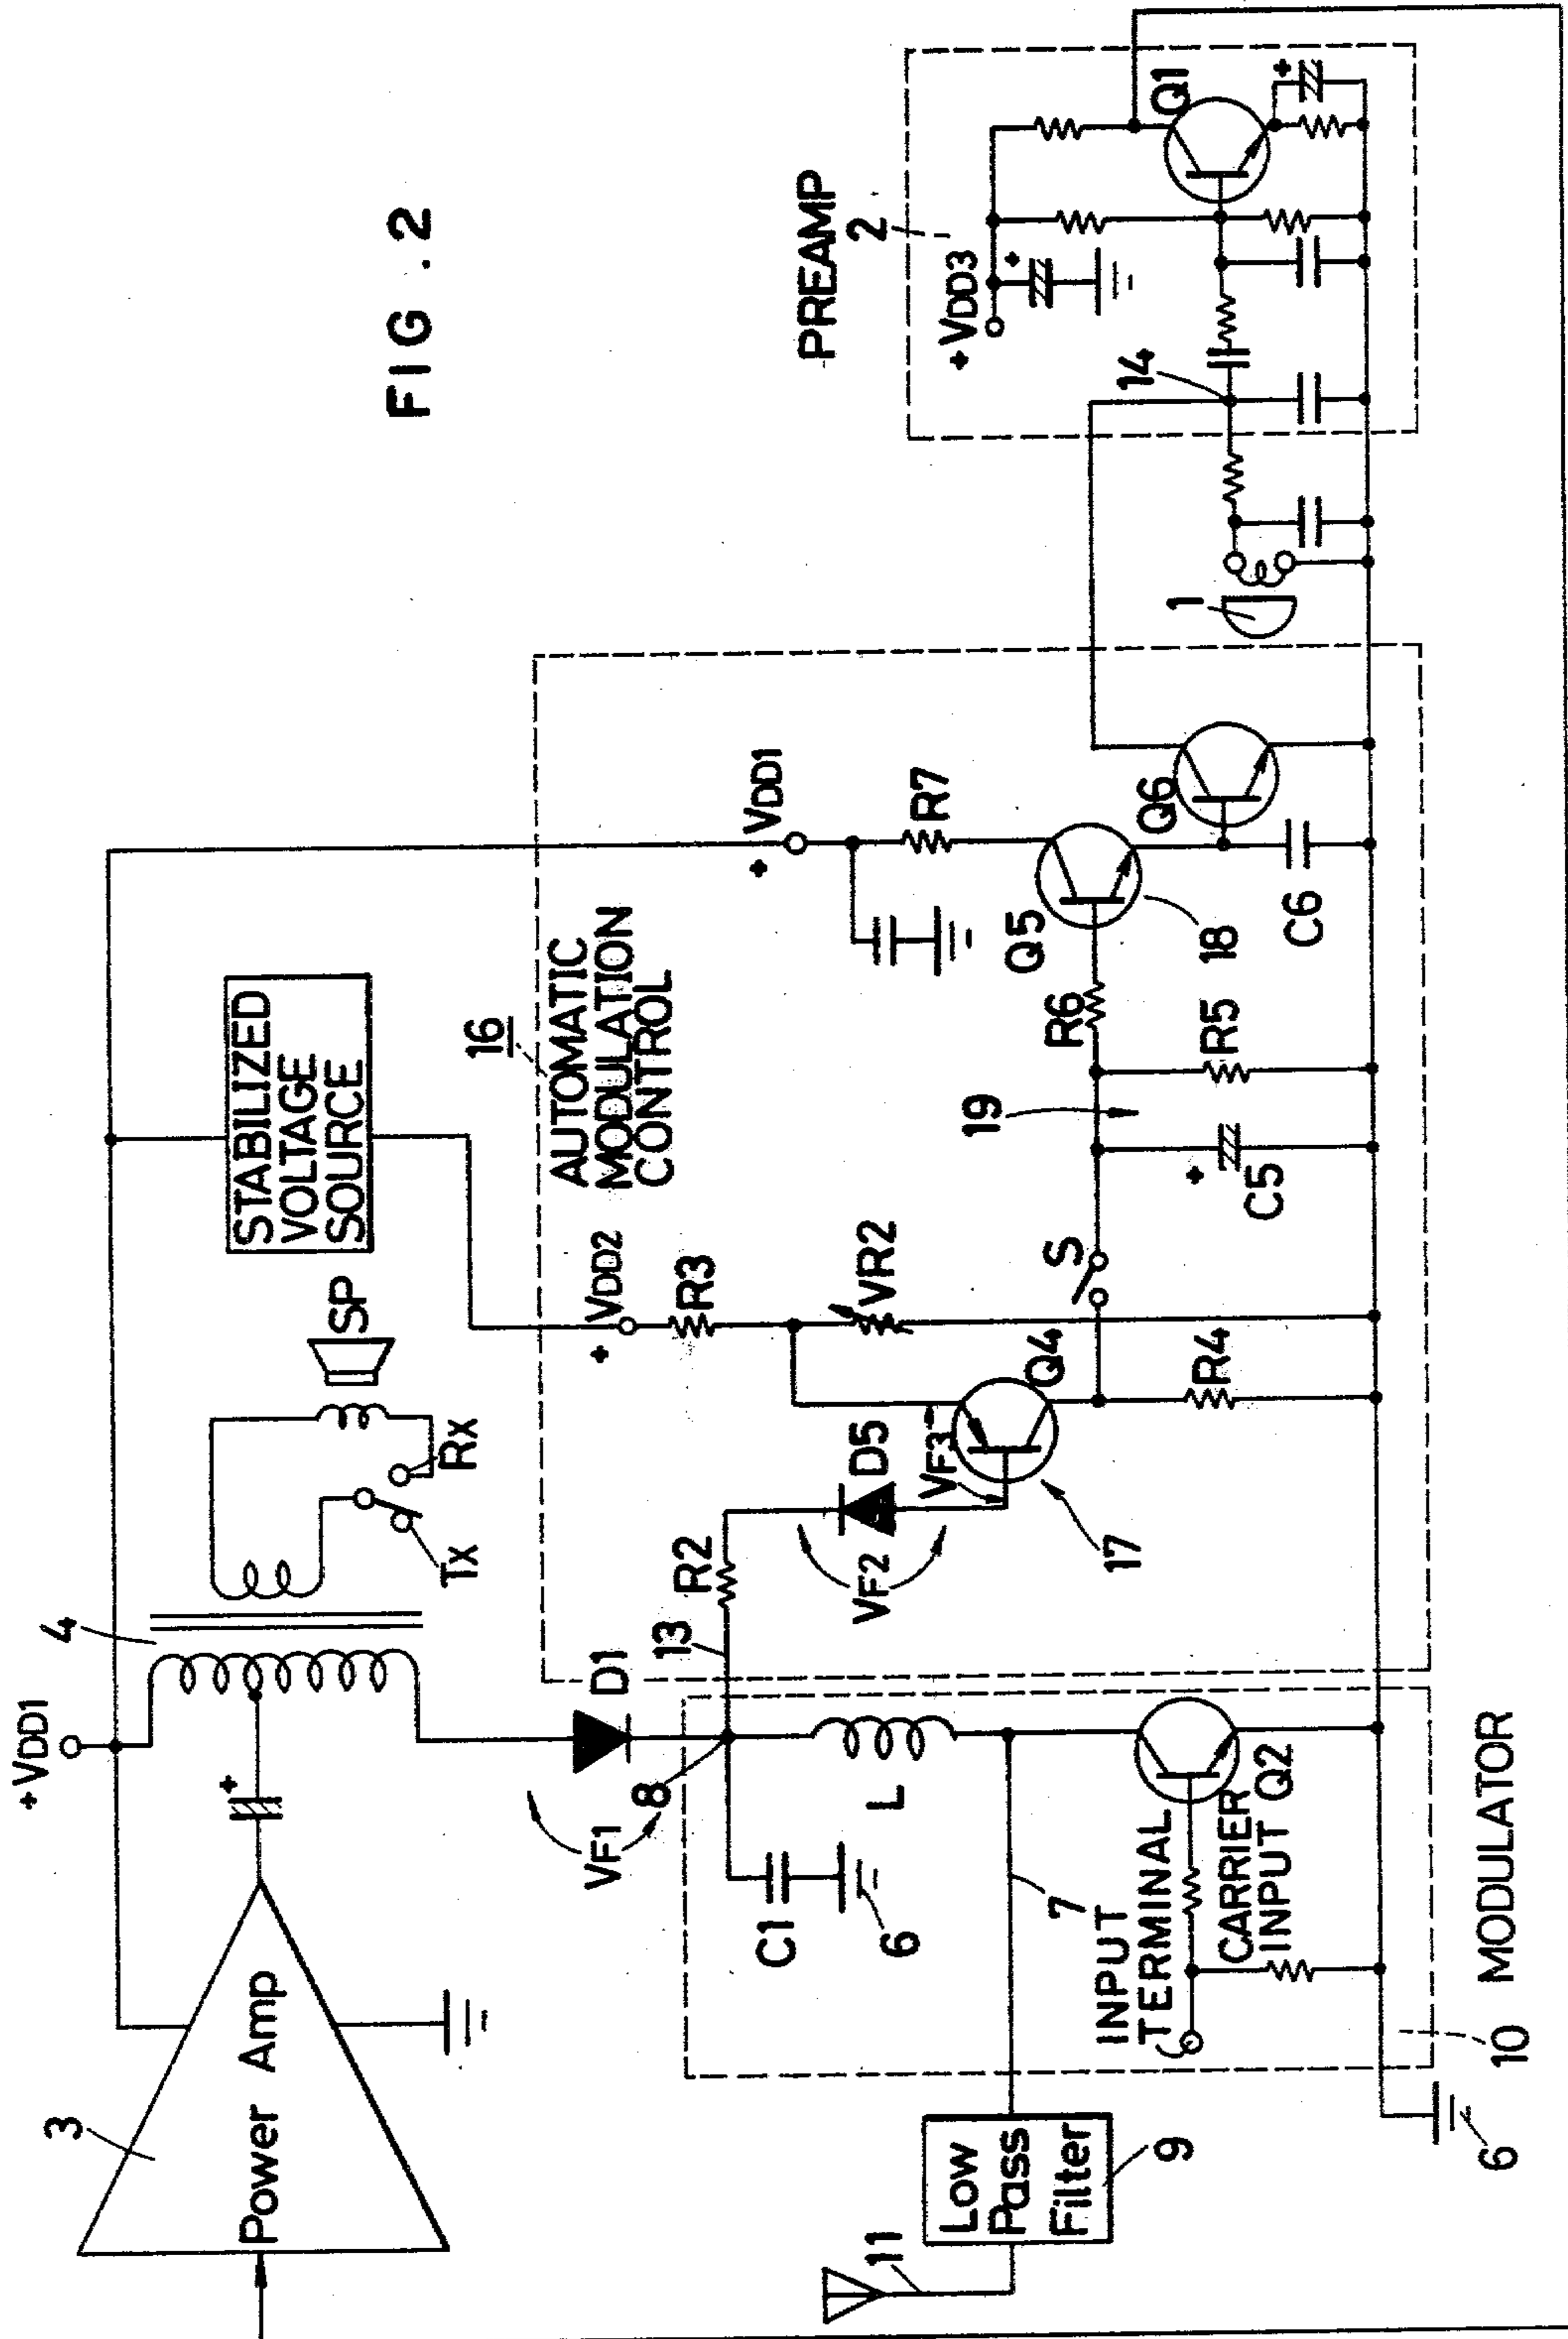 FIG. 2
3
Power Amp
+VDD1
4
Tx
Rx
SP
STABILIZED
VOLTAGE
SOURCE
16
AUTOMATIC
MODULATION
CONTROL
D1
VF1
8
13
R2
VF2
D5
VF3
Q4
17
R4
+ VDD2
R3
VR2
S
+
C5
19
R5
R6
Q5
18
+ VDD1
R7
Q6
C6
1
PREAMP
2
14
+ VDD3
+
Q1
+
+
C1
6
L
7
INPUT
TERMINAL
CARRIER
INPUT Q2
Low
Pass
Filter
9
11
6
10
MODULATOR